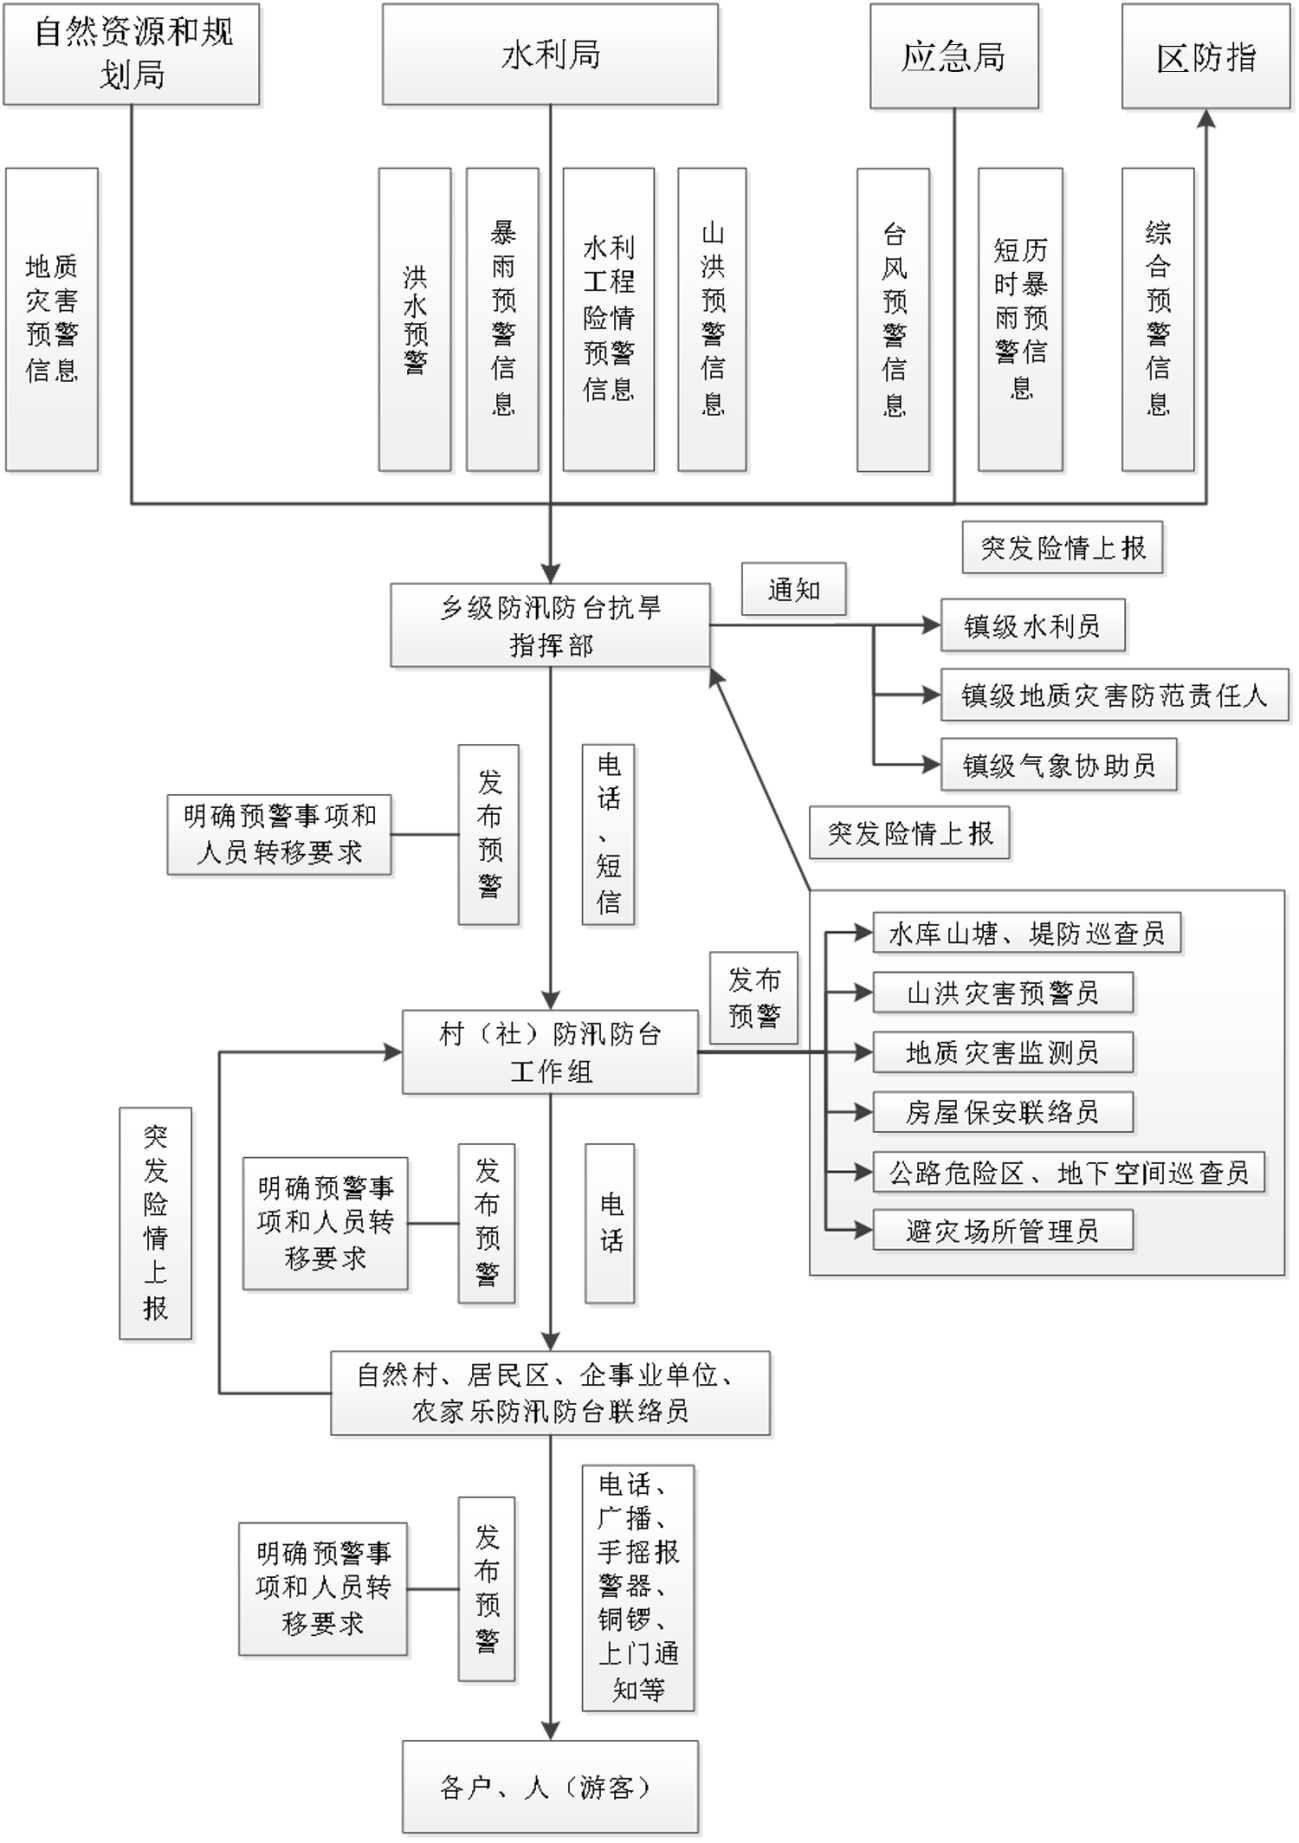 自然资源和规
划局
水利局
应急局
区防指
地质
灾害
预警
信息
洪水预警
暴雨预警信息
水利
工程
险情
预警
信息
山洪预警信息
台风预警信息
短历
时暴
雨预
警信
息
综合预警信息
突发险情上报
乡级防汛防台抗旱
指挥部
通知
镇级水利员
镇级地质灾害防范责任人
镇级气象协助员
明确预警事项和
人员转移要求
发布预警
电话、短信
突发险情上报
水库山塘、堤防巡查员
山洪灾害预警员
地质灾害监测员
房屋保安联络员
公路危险区、地下空间巡查员
避灾场所管理员
发布
预警
村（社）防汛防台
工作组
突发险情上报
明确预警事
项和人员转
移要求
发布预警
电话
自然村、居民区、企事业单位、
农家乐防汛防台联络员
明确预警事
项和人员转
移要求
发布预警
电话、
广播、
手摇报
警器、
铜锣、
上门通
知等
各户、人（游客）